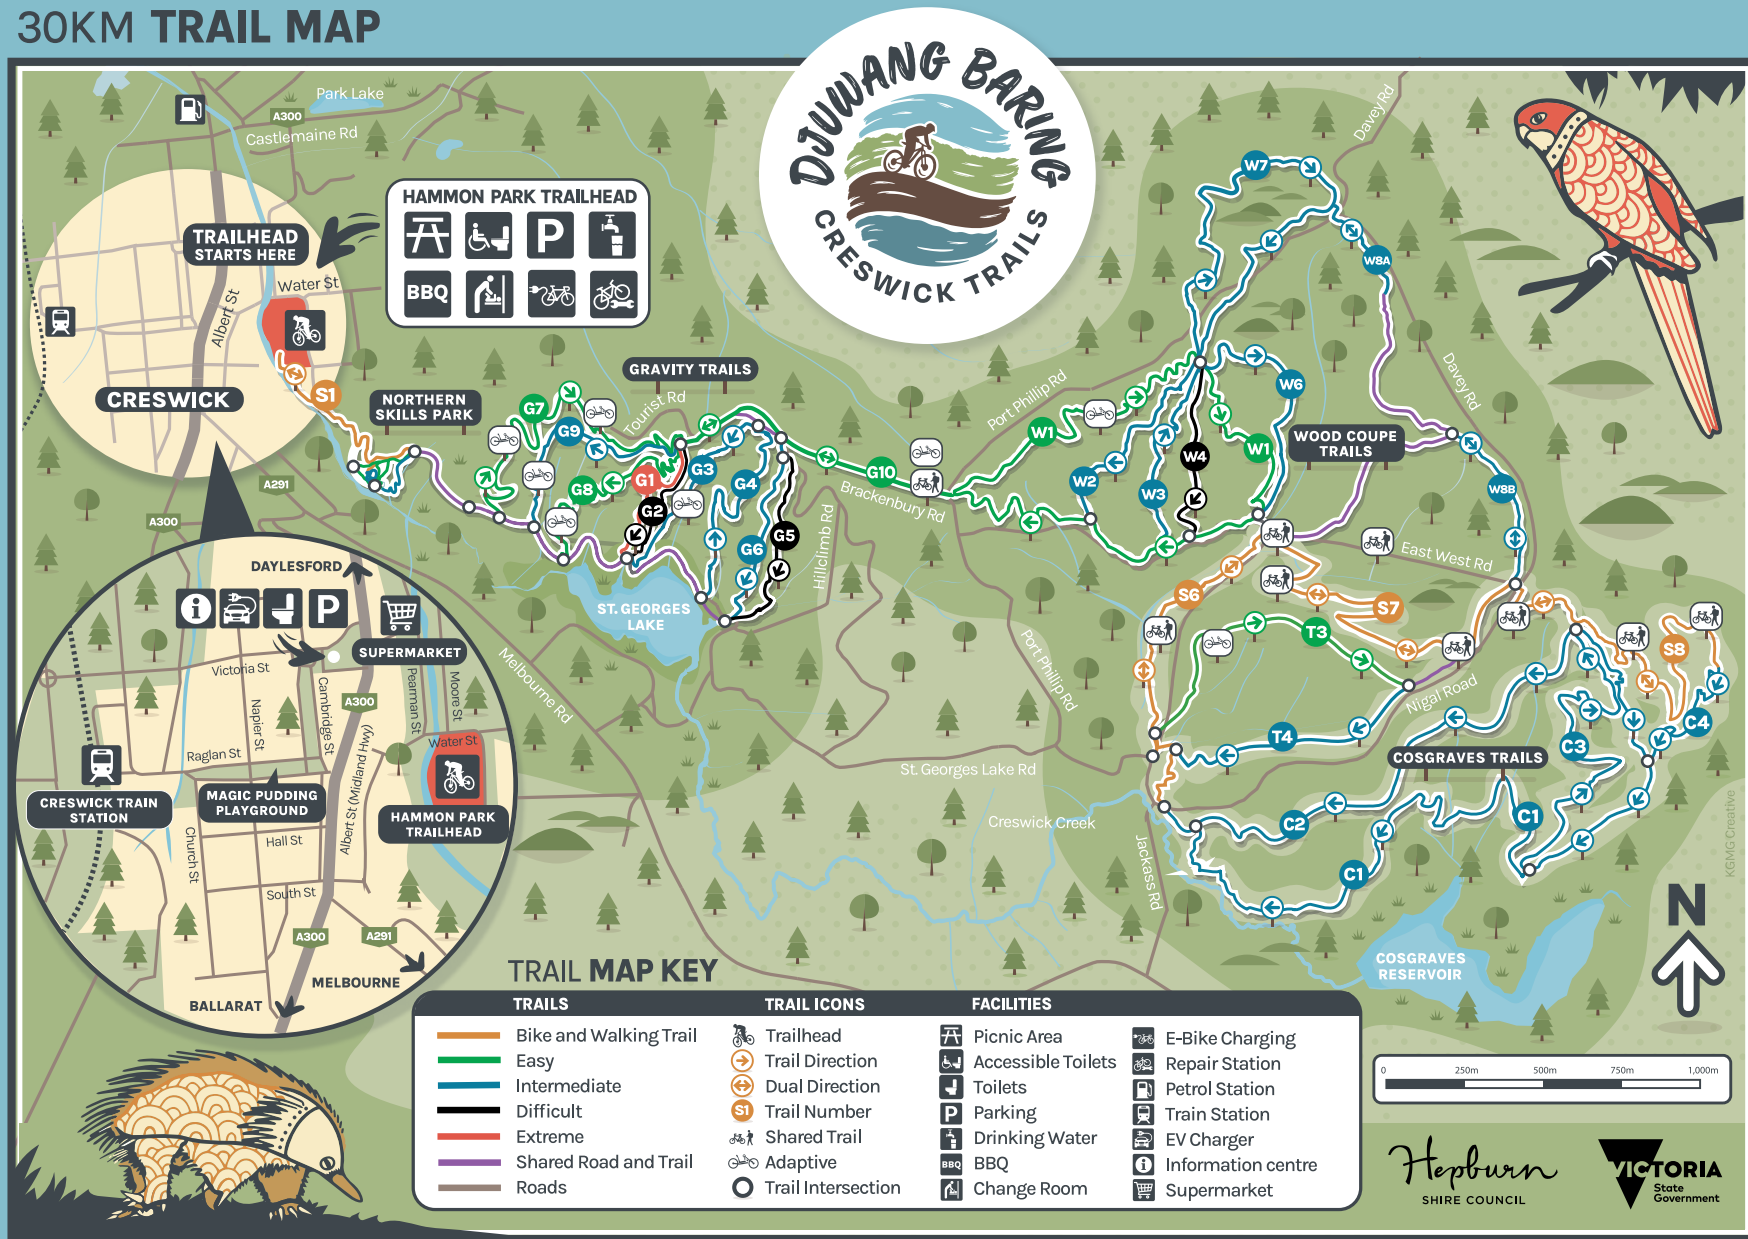 30KM TRAIL MAP
DJUWANG BARING
CRESWICK TRAILS
Park Lake
A300
Castlemaine Rd
Davey Rd
HAMMON PARK TRAILHEAD
P
BBQ
TRAILHEAD
STARTS HERE
Water St
Albert St
CRESWICK
S1
NORTHERN
SKILLS PARK
A291
A300
GRAVITY TRAILS
Tourist Rd
G7
G9
G8
G1
G2
G3
G4
G6
G5
G10
Hillclimb Rd
Brackenbury Rd
Port Phillip Rd
ST. GEORGES
LAKE
Melbourne Rd
Port Phillip Rd
St. Georges Lake Rd
Creswick Creek
Jackass Rd
W7
W8A
W6
W1
W1
W2
W3
W4
W8B
Davey Rd
WOOD COUPE
TRAILS
East West Rd
S6
S7
T3
S8
Nigal Road
T4
C4
C3
COSGRAVES TRAILS
C2
C1
C1
COSGRAVES
RESERVOIR
KGMG Creative
N
DAYLESFORD
P
SUPERMARKET
Victoria St
Napier St
Cambridge St
A300
Pearman St
Moore St
Water St
Raglan St
CRESWICK TRAIN
STATION
MAGIC PUDDING
PLAYGROUND
HAMMON PARK
TRAILHEAD
Albert St (Midland Hwy)
Church St
Hall St
South St
A300
A291
MELBOURNE
BALLARAT
TRAIL MAP KEY
TRAILS
Bike and Walking Trail
Easy
Intermediate
Difficult
Extreme
Shared Road and Trail
Roads
TRAIL ICONS
Trailhead
Trail Direction
Dual Direction
S1 Trail Number
Shared Trail
Adaptive
Trail Intersection
FACILITIES
Picnic Area
Accessible Toilets
Toilets
P Parking
Drinking Water
BBQ BBQ
Change Room
E-Bike Charging
Repair Station
Petrol Station
Train Station
EV Charger
Information centre
Supermarket
0 250m 500m 750m 1,000m
Hepburn
SHIRE COUNCIL
VICTORIA
State
Government